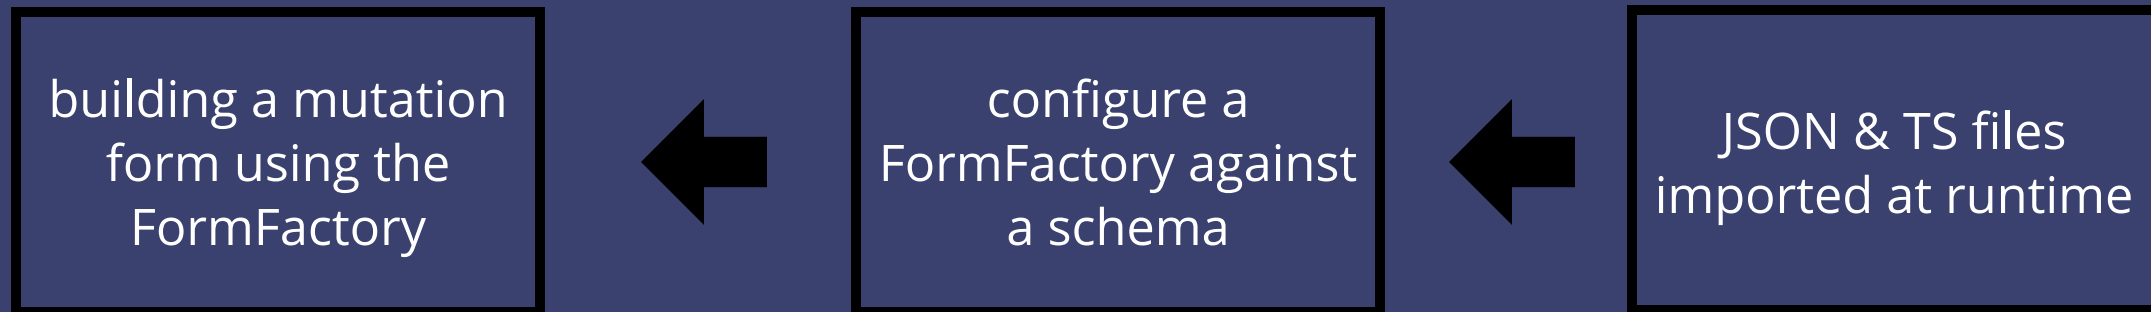 building a mutation
form using the
FormFactory
configure a
FormFactory against
a schema
JSON & TS files
imported at runtime